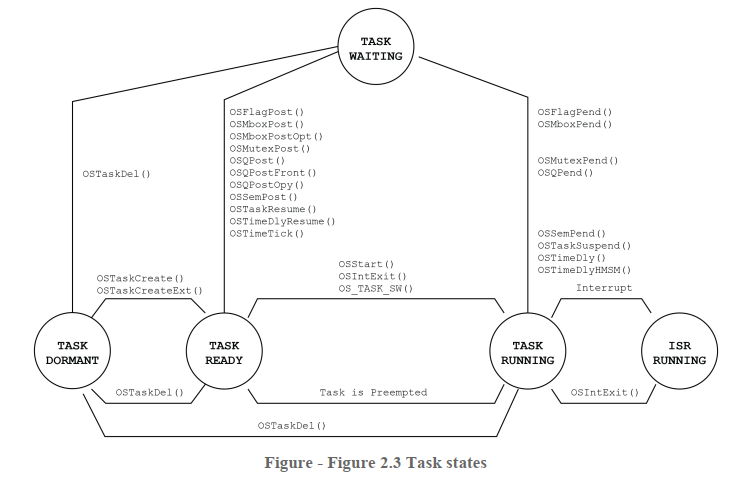 TASK
WAITING
OSFlagPost()
OSMboxPost()
OSMboxPostOpt()
OSMutexPost()
OSQPost()
OSQPostFront()
OSQPostOpy()
OSSemPost()
OSTaskResume()
OSTimeDlyResume()
OSTimeTick()
OSFlagPend()
OSMboxPend()
OSMutexPend()
OSQPend()
OSSemPend()
OSTaskSuspend()
OSTimeDly()
OSTimeDlyHMSM()
OSTaskDel()
OSTaskCreate()
OSTaskCreateExt()
OSStart()
OSIntExit()
OS_TASK_SW()
Interrupt
TASK
DORMANT
TASK
READY
TASK
RUNNING
ISR
RUNNING
OSTaskDel()
Task is Preempted
OSIntExit()
OSTaskDel()
Figure - Figure 2.3 Task states